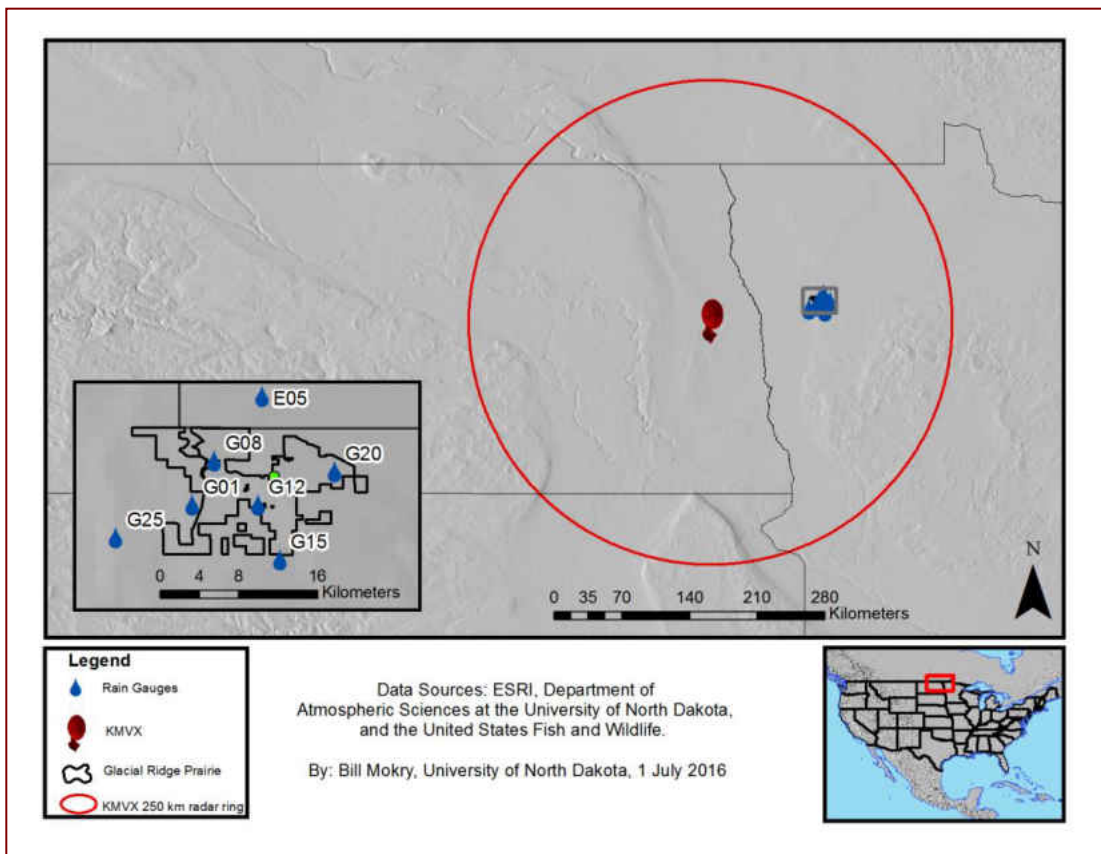 E05
G08
G20
G01
G12
G25
G15
0 4 8 16
Kilometers
N
0 35 70 140 210 280
Kilometers
Legend
Rain Gauges
KMVX
Glacial Ridge Prairie
KMVX 250 km radar ring
Data Sources: ESRI, Department of
Atmospheric Sciences at the University of North Dakota,
and the United States Fish and Wildlife.
By: Bill Mokry, University of North Dakota, 1 July 2016